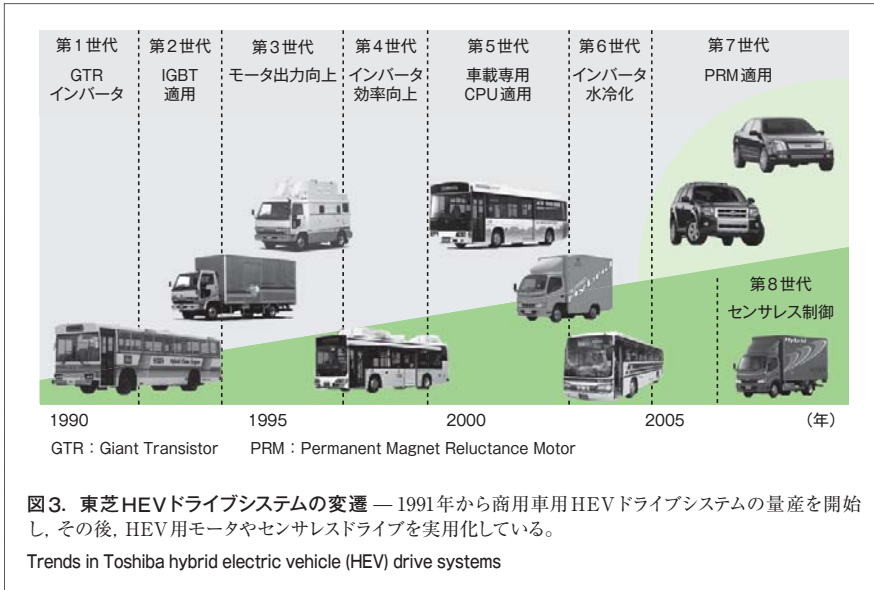 第1世代
GTR
インバータ
第2世代
IGBT
適用
第3世代
モータ出力向上
第4世代
インバータ
効率向上
第5世代
車載専用
CPU適用
第6世代
インバータ
水冷化
第7世代
PRM適用
第8世代
センサレス制御
Hybrid
1990
1995
2000
2005
(年)
GTR:Giant Transistor
PRM:Permanent Magnet Reluctance Motor
図3. 東芝HEVドライブシステムの変遷 — 1991年から商用車用HEVドライブシステムの量産を開始
し,その後,HEV用モータやセンサレスドライブを実用化している。
Trends in Toshiba hybrid electric vehicle (HEV) drive systems